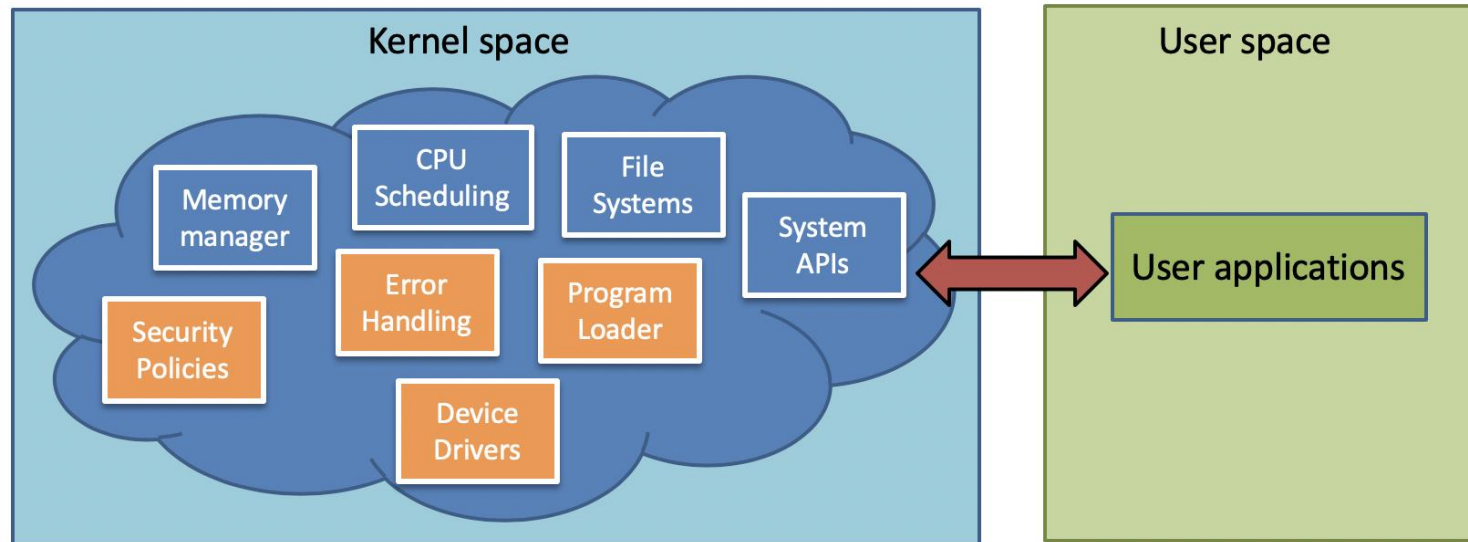 Kernel space
User space
CPU
Scheduling
File
Systems
Memory
manager
System
APIs
Error
Handling
Program
Loader
Security
Policies
Device
Drivers
User applications